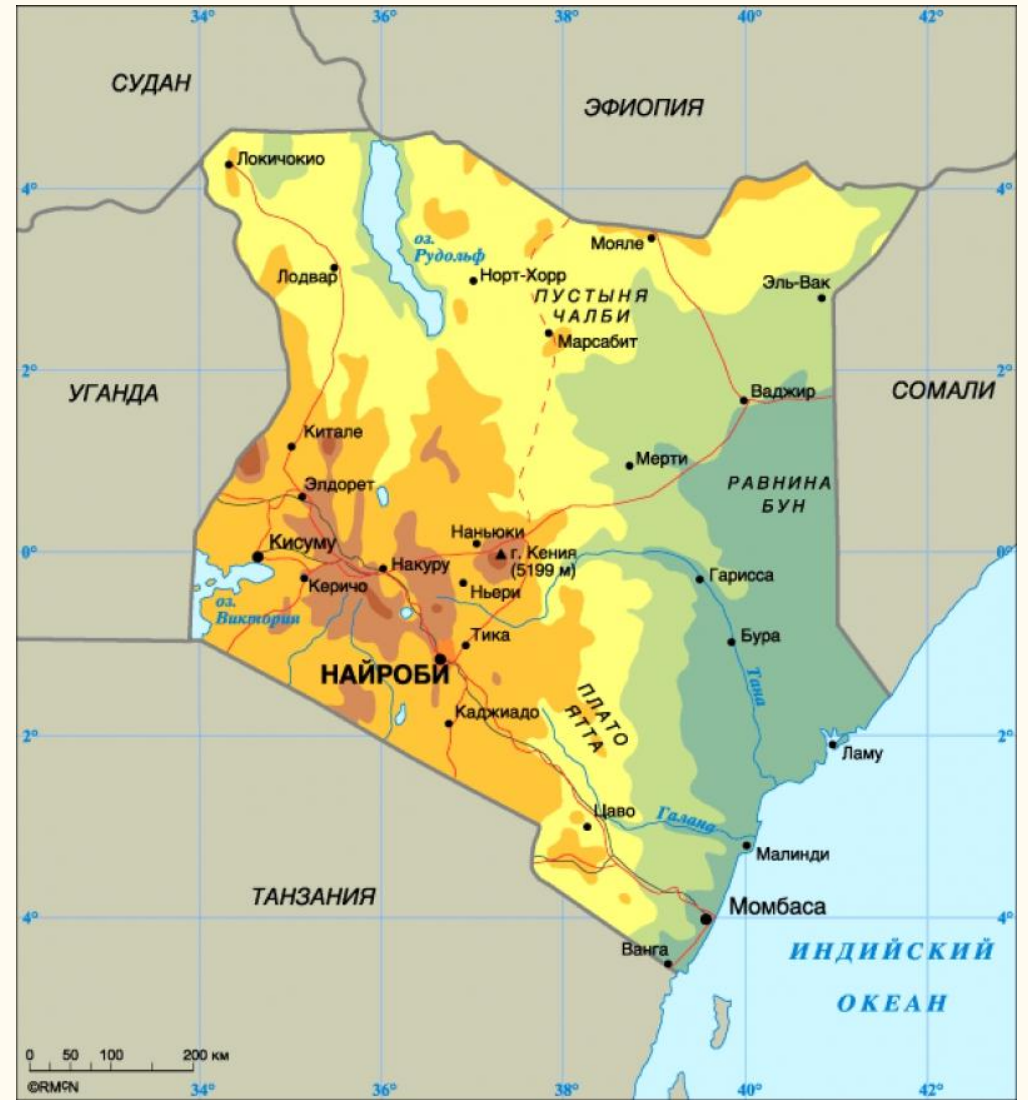 34°
36°
38°
40°
42°
СУДАН
ЭФИОПИЯ
Локичокио
4°
4°
оз.
Рудольф
Мояле
Лодвар
Норт-Хорр
Эль-Вак
ПУСТЫНЯ
ЧАЛБИ
Марсабит
2°
2°
УГАНДА
Ваджир
СОМАЛИ
Китале
Мерти
Элдорет
РАВНИНА
БУН
Наньюки
Кисуму
0°
0°
г. Кения
(5199 м)
Накуру
Гарисса
Керичо
Ньери
оз.
Виктория
Тика
Бура
НАЙРОБИ
Тана
ПЛАТО
ЯТТА
Каджиадо
2°
2°
Ламу
Цаво
Галана
Малинди
ТАНЗАНИЯ
Момбаса
4°
4°
Ванга
ИНДИЙСКИЙ
ОКЕАН
0 50 100 200 км
©RMcN
34°
36°
38°
40°
42°